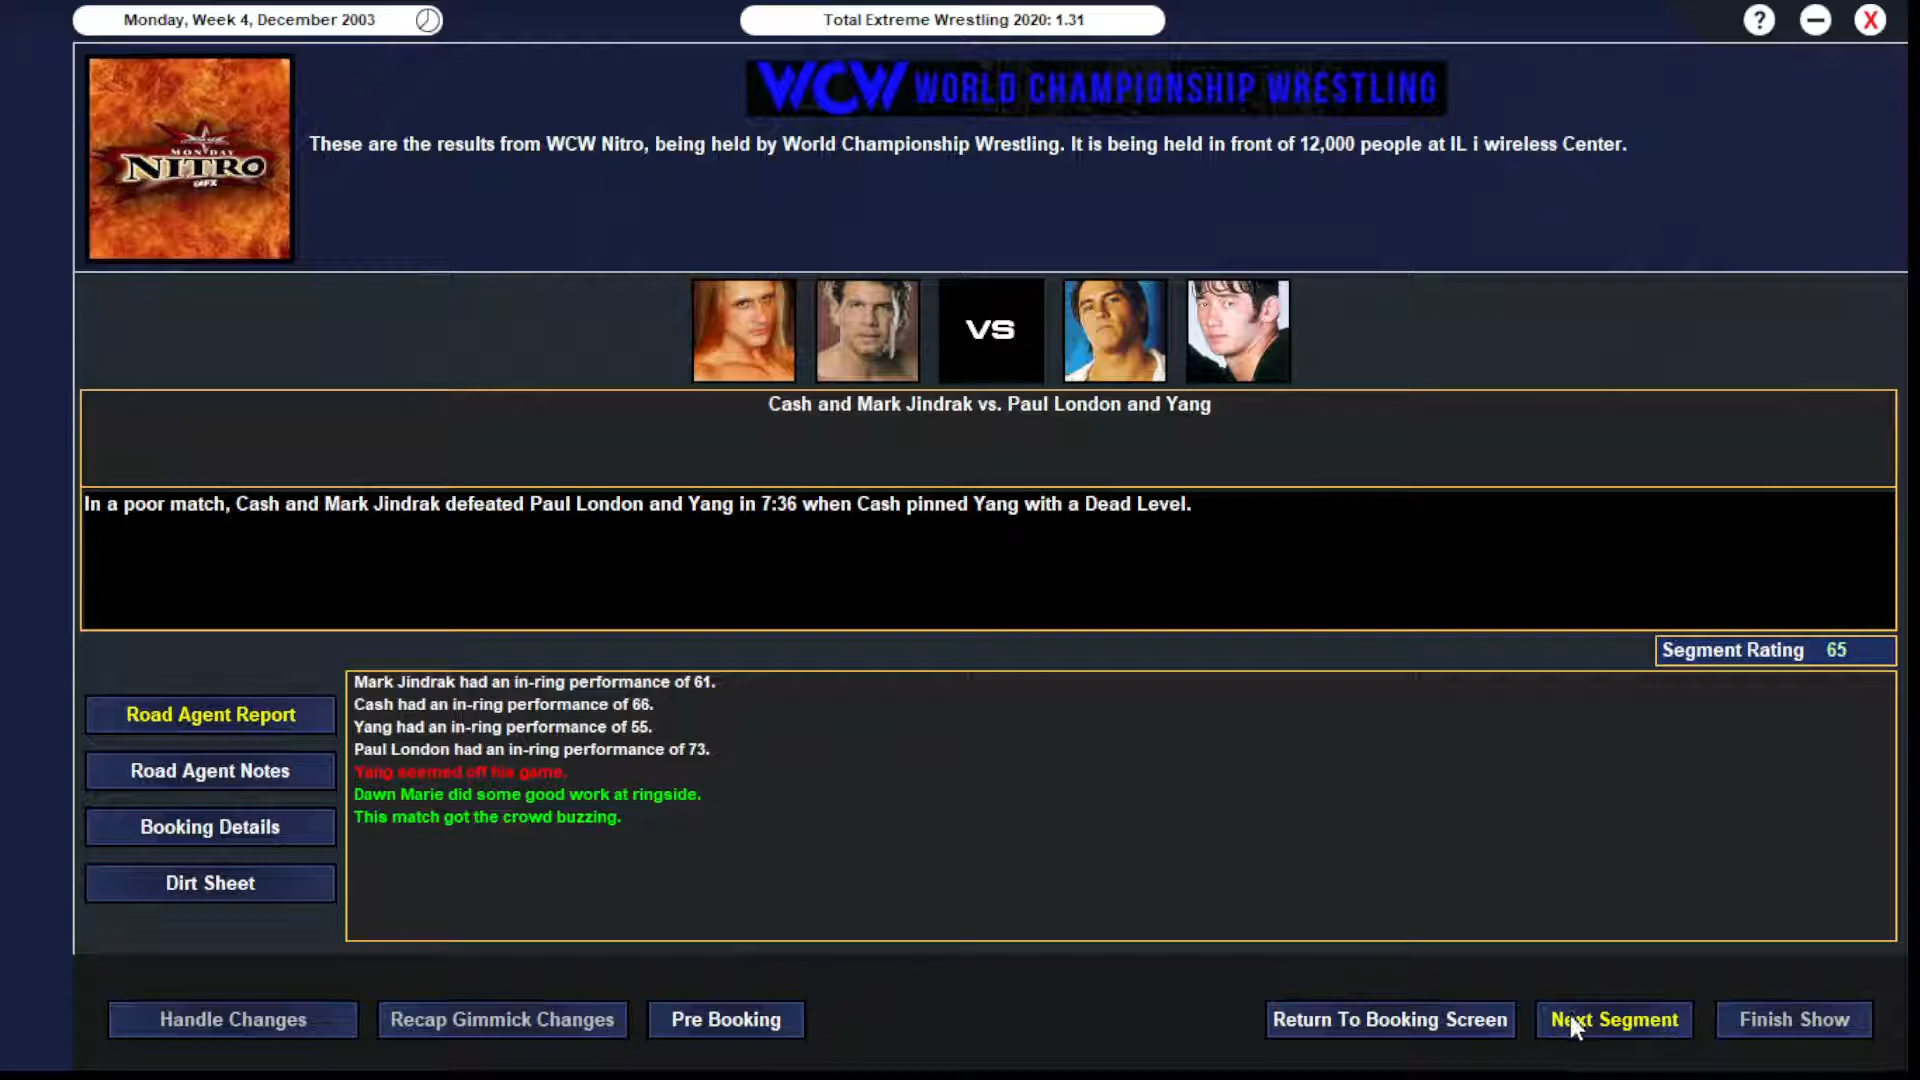 Monday, Week 4, December 2003
Total Extreme Wrestling 2020: 1.31
?
X
WCW WORLD CHAMPIONSHIP WRESTLING
MONDAY
NITRO
These are the results from WCW Nitro, being held by World Championship Wrestling. It is being held in front of 12,000 people at IL i wireless Center.
VS
Cash and Mark Jindrak vs. Paul London and Yang
In a poor match, Cash and Mark Jindrak defeated Paul London and Yang in 7:36 when Cash pinned Yang with a Dead Level.
Segment Rating 65
Mark Jindrak had an in-ring performance of 61.
Cash had an in-ring performance of 66.
Yang had an in-ring performance of 55.
Paul London had an in-ring performance of 73.
Yang seemed off his game.
Dawn Marie did some good work at ringside.
This match got the crowd buzzing.
Road Agent Report
Road Agent Notes
Booking Details
Dirt Sheet
Handle Changes
Recap Gimmick Changes
Pre Booking
Return To Booking Screen
Next Segment
Finish Show